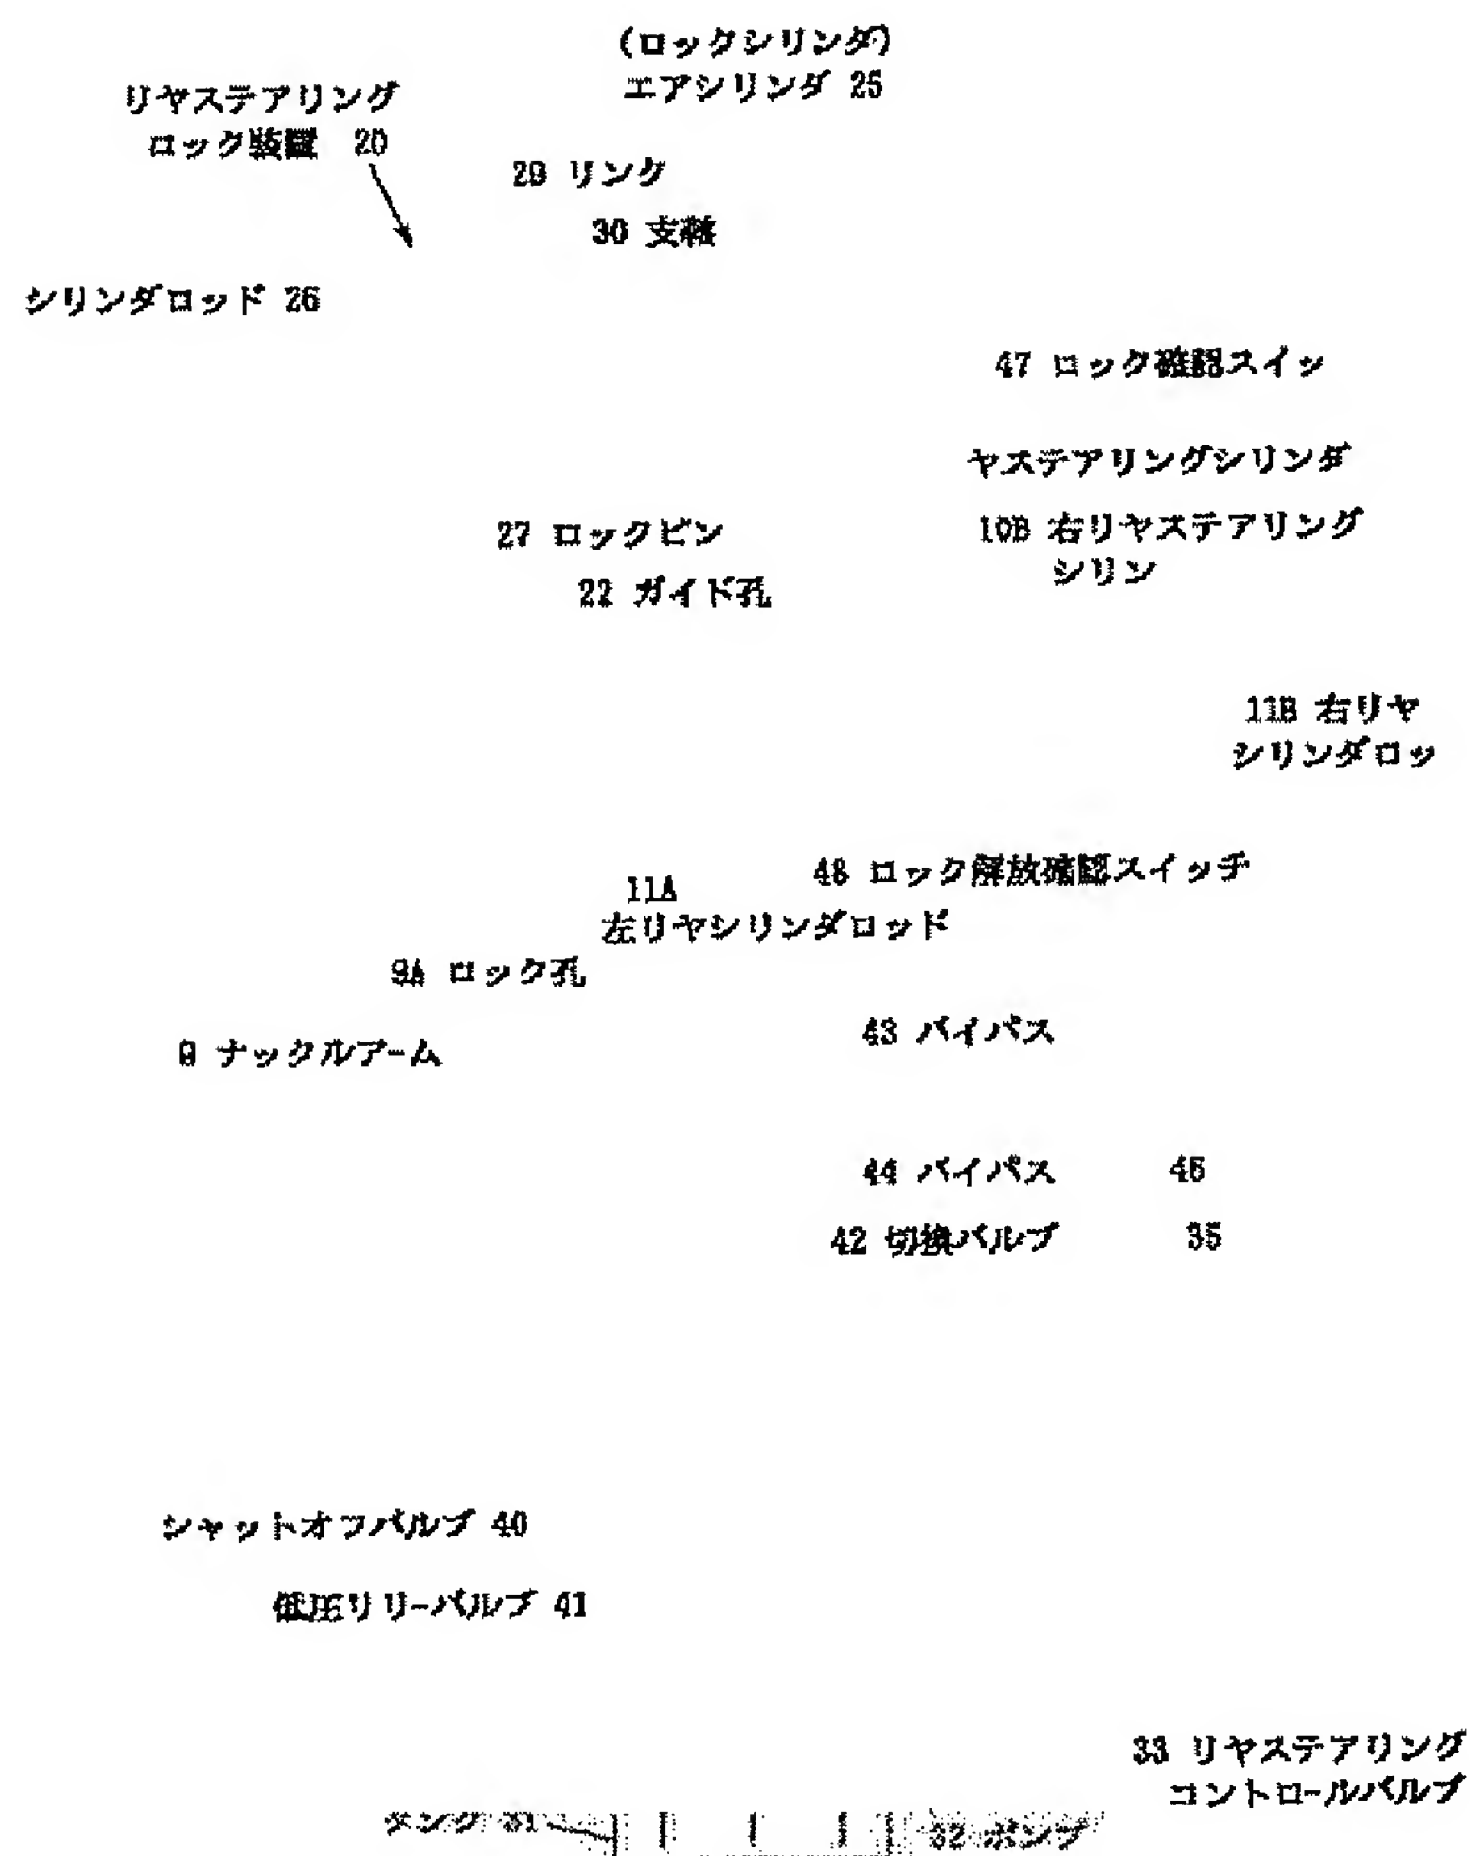 (ロックシリンダ)
エアシリンダ 25
リヤステアリング
ロック装置 20
29 リンク
30 支軸
シリンダロッド 26
47 ロック確認スイッ
ヤステアリングシリンダ
27 ロックピン
10B 右リヤステアリング
シリン
22 ガイド孔
11B 右リヤ
シリンダロッ
48 ロック解放確認スイッチ
11A
左リヤシリンダロッド
9A ロック孔
43 バイパス
9 ナックルアーム
44 バイパス
42 切換バルブ
35
シャットオフバルブ 40
低圧リリーバルブ 41
33 リヤステアリング
コントロールバルブ
タンク 31
32 ポンプ